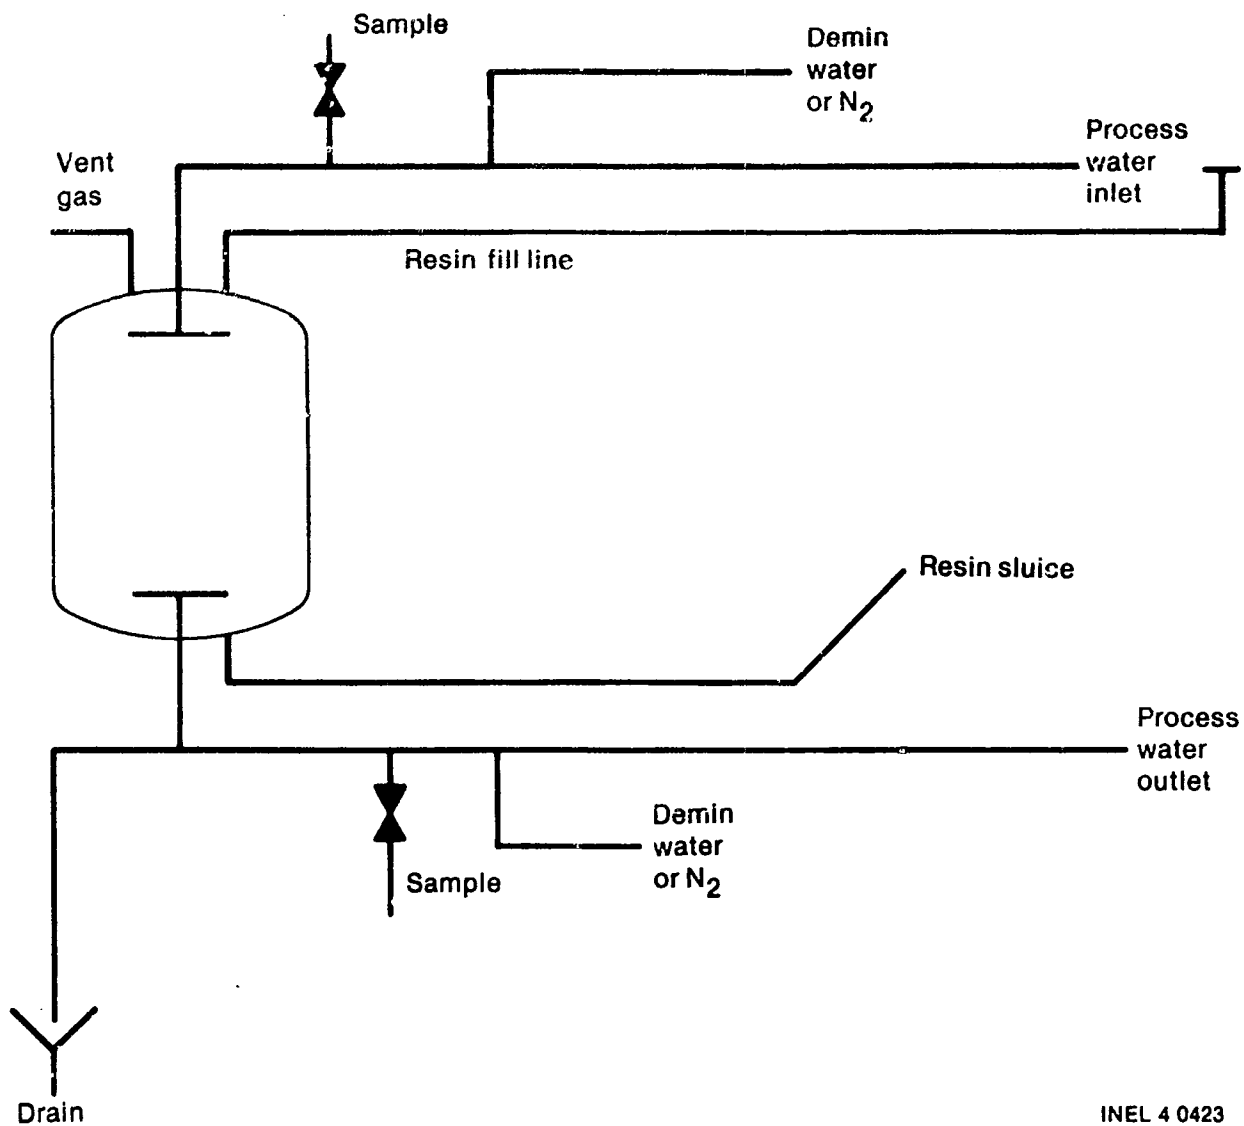 Sample
Demin
water
or N2
Process
water
inlet
Vent
gas
Resin fill line
Resin sluice
Process
water
outlet
Demin
water
or N2
Sample
Drain
INEL 4 0423